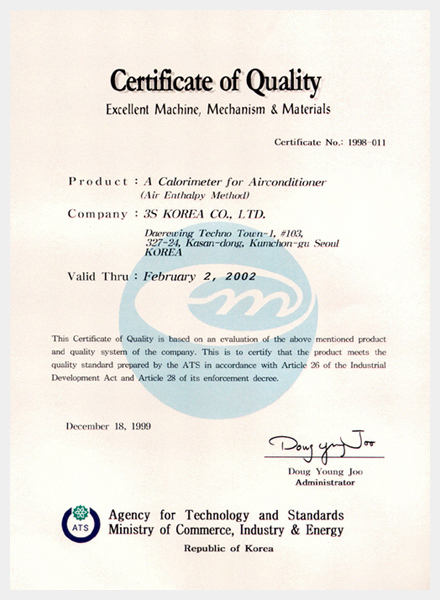 Certificate of Quality
Excellent Machine, Mechanism & Materials
Certificate No.: 1998-011
Product : A Calorimeter for Airconditioner
(Air Enthalpy Method)
Company : 3S KOREA CO., LTD.
Daerewing Techno Town-1, #103,
327-24, Kasan-dong, Kumchon-gu Seoul
KOREA
Valid Thru : February 2, 2002
This Certificate of Quality is based on an evaluation of the above mentioned product
and quality system of the company. This is to certify that the product meets the
quality standard prepared by the ATS in accordance with Article 26 of the Industrial
Development Act and Article 28 of its enforcement decree.
December 18, 1999
Dong young Joo
Doug Young Joo
Administrator
ATS
Agency for Technology and Standards
Ministry of Commerce, Industry & Energy
Republic of Korea